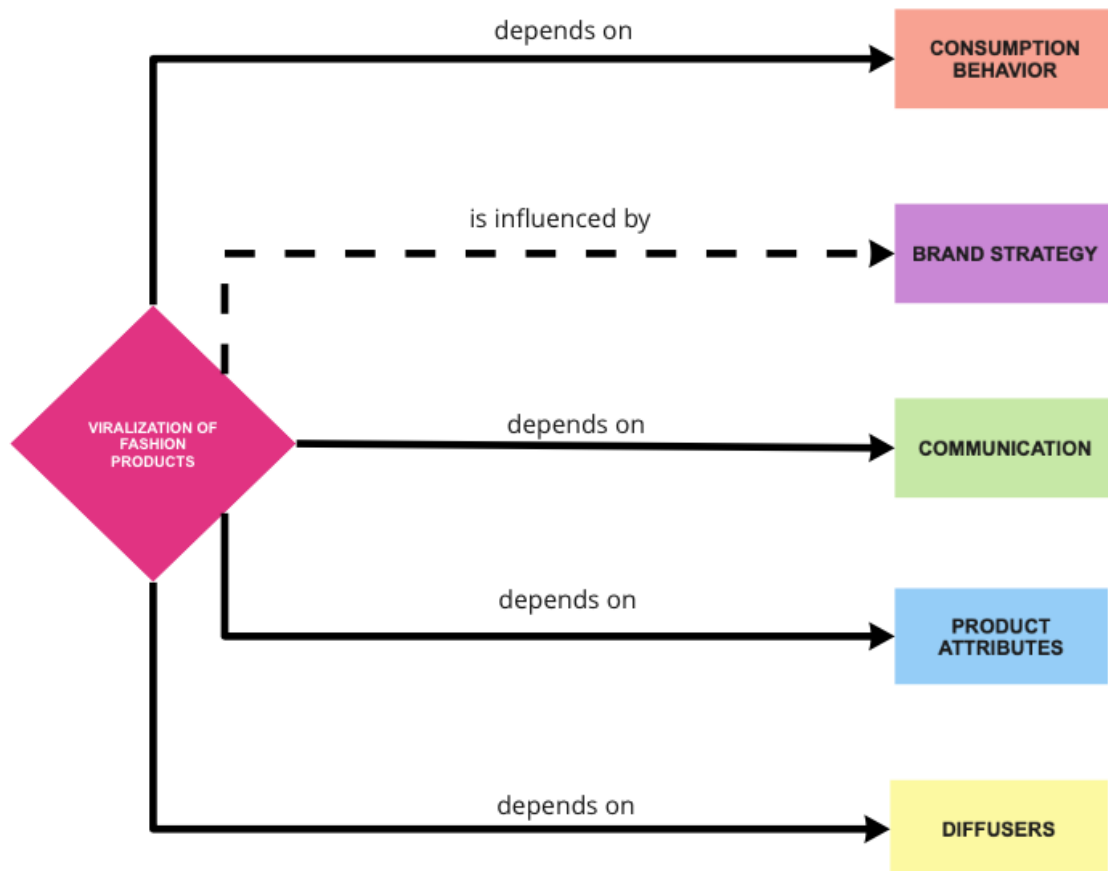 depends on
CONSUMPTION
BEHAVIOR
is influenced by
BRAND STRATEGY
VIRALIZATION OF
FASHION
PRODUCTS
depends on
COMMUNICATION
depends on
PRODUCT
ATTRIBUTES
depends on
DIFFUSERS